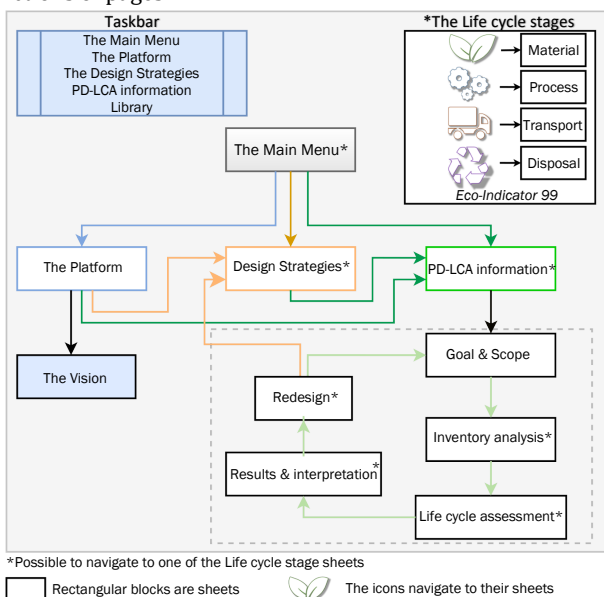 Taskbar
The Main Menu
The Platform
The Design Strategies
PD-LCA information
Library
*The Life cycle stages
Material
Process
Transport
Disposal
Eco-Indicator 99
The Main Menu*
The Platform
Design Strategies*
PD-LCA information*
The Vision
Goal & Scope
Redesign*
Inventory analysis*
Results & interpretation*
Life cycle assessment*
*Possible to navigate to one of the Life cycle stage sheets
Rectangular blocks are sheets
The icons navigate to their sheets